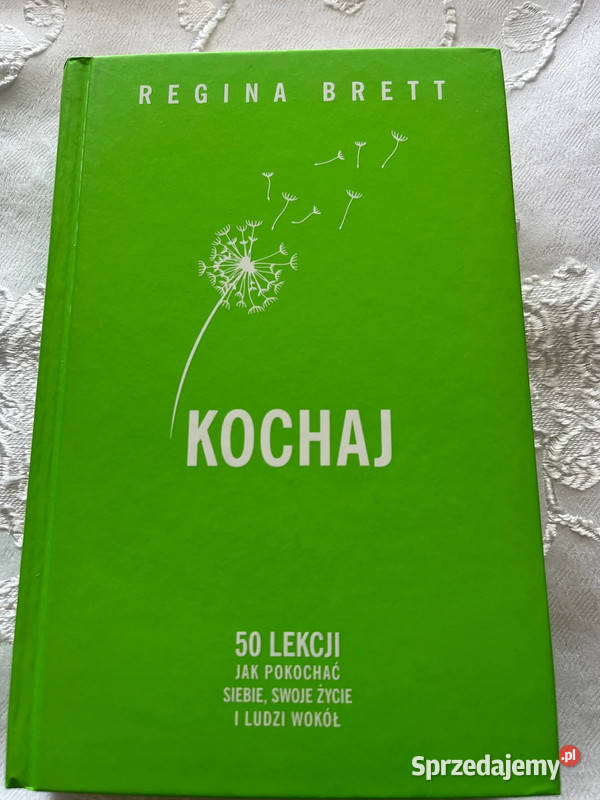 REGINA BRETT
KOCHAJ
50 LEKCJI
JAK POKOCHAĆ
SIEBIE, SWOJE ŻYCIE
I LUDZI WOKÓŁ
Sprzedajemy.pl